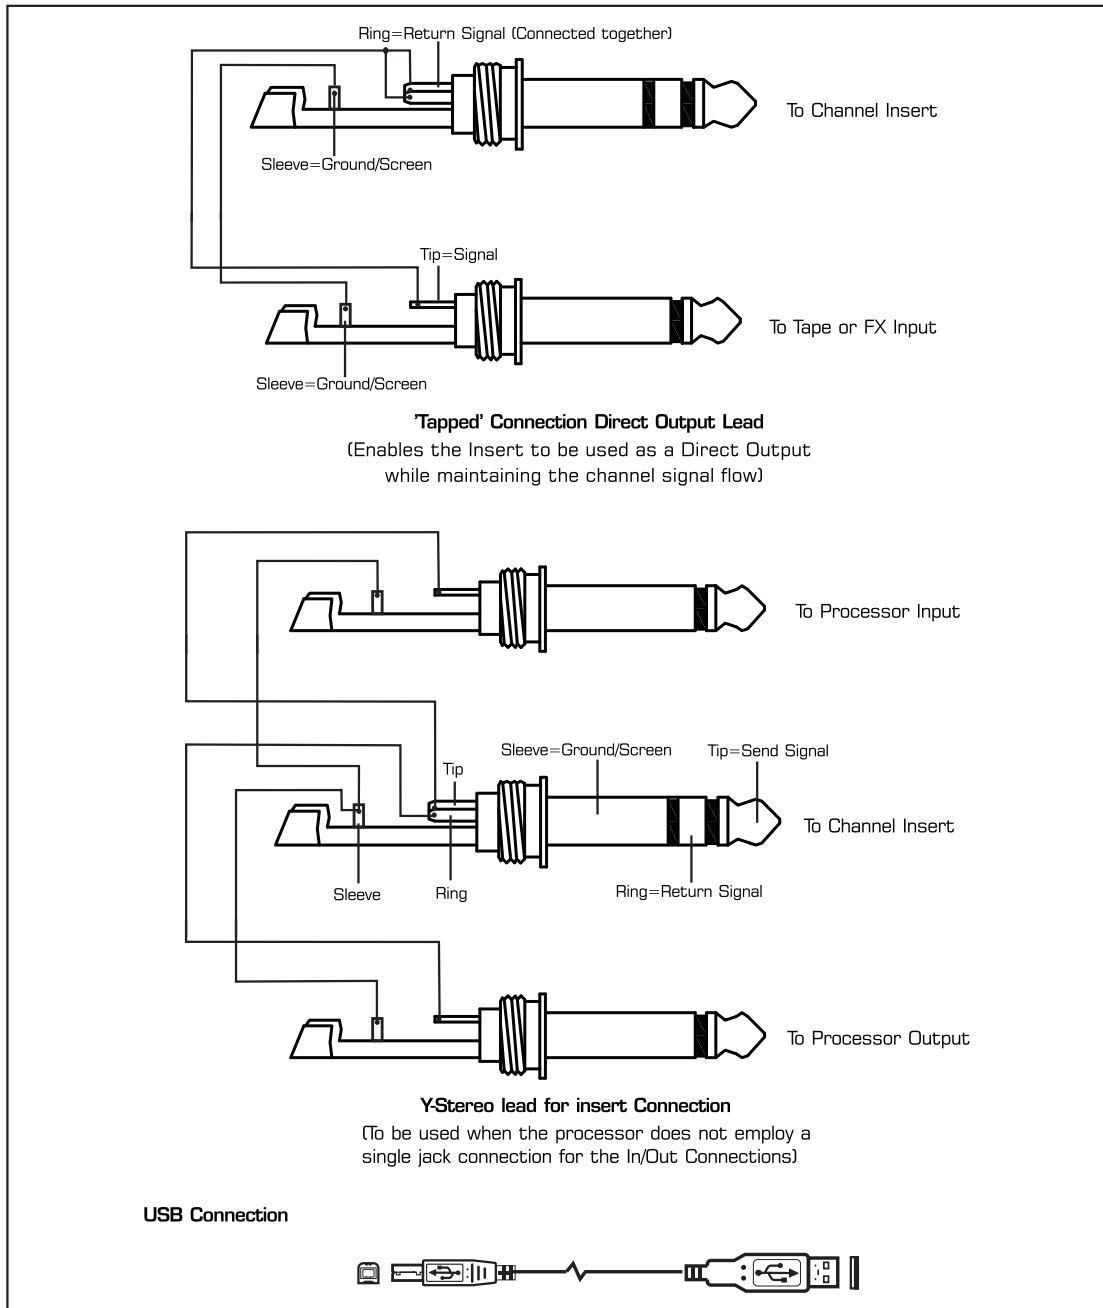 Ring=Return Signal (Connected together)
To Channel Insert
Sleeve=Ground/Screen
Tip=Signal
To Tape or FX Input
Sleeve=Ground/Screen
'Tapped' Connection Direct Output Lead
(Enables the Insert to be used as a Direct Output
while maintaining the channel signal flow)
To Processor Input
Sleeve=Ground/Screen
Tip=Send Signal
Tip
To Channel Insert
Sleeve
Ring
Ring=Return Signal
To Processor Output
Y-Stereo lead for insert Connection
(To be used when the processor does not employ a
single jack connection for the In/Out Connections)
USB Connection